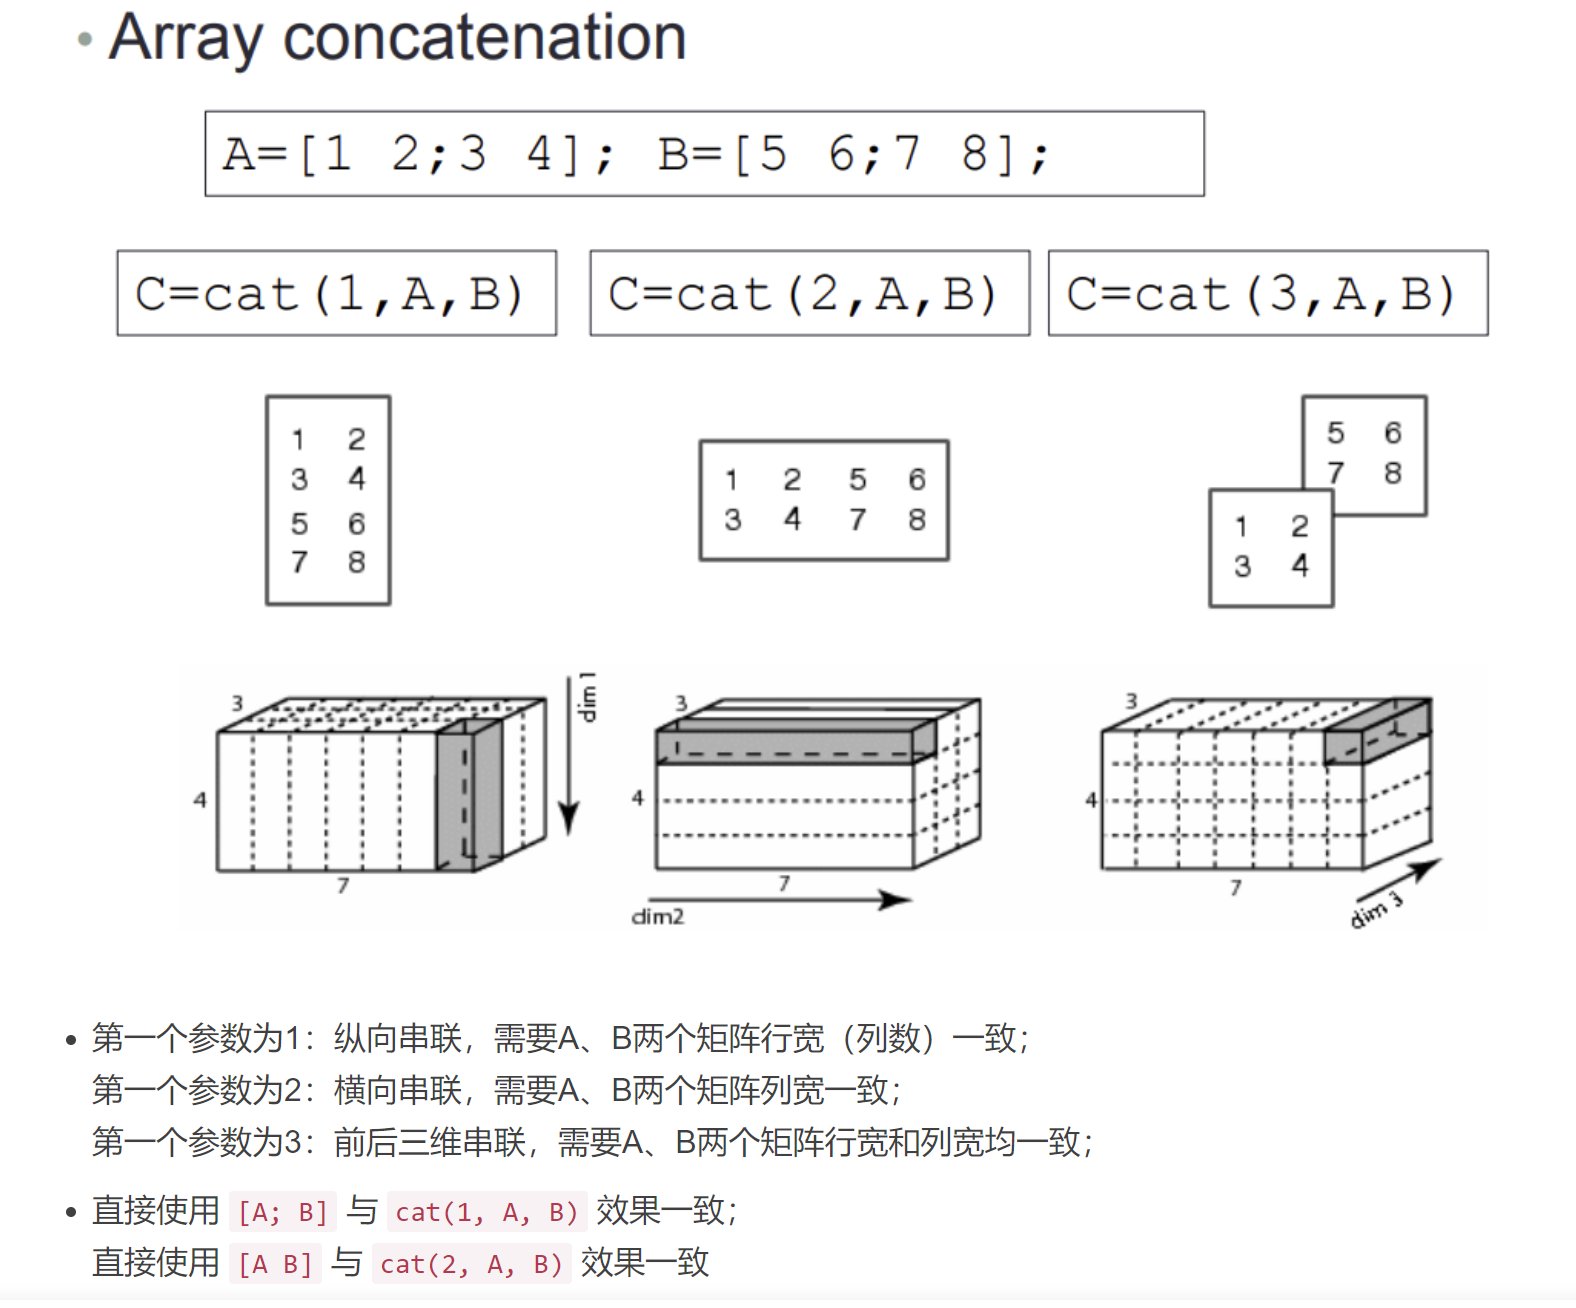 • Array concatenation
A=[1 2;3 4]; B=[5 6;7 8];
C=cat(1,A,B)
C=cat(2,A,B)
C=cat(3,A,B)
1 2
3 4
5 6
7 8
1 2 5 6
3 4 7 8
5 6
7 8
1 2
3 4
3
4
7
dim 1
3
4
7
dim2
3
4
7
dim 3
• 第一个参数为1：纵向串联，需要A、B两个矩阵行宽（列数）一致；
第一个参数为2：横向串联，需要A、B两个矩阵列宽一致；
第一个参数为3：前后三维串联，需要A、B两个矩阵行宽和列宽均一致；
• 直接使用 [A; B] 与 cat(1, A, B) 效果一致；
直接使用 [A B] 与 cat(2, A, B) 效果一致